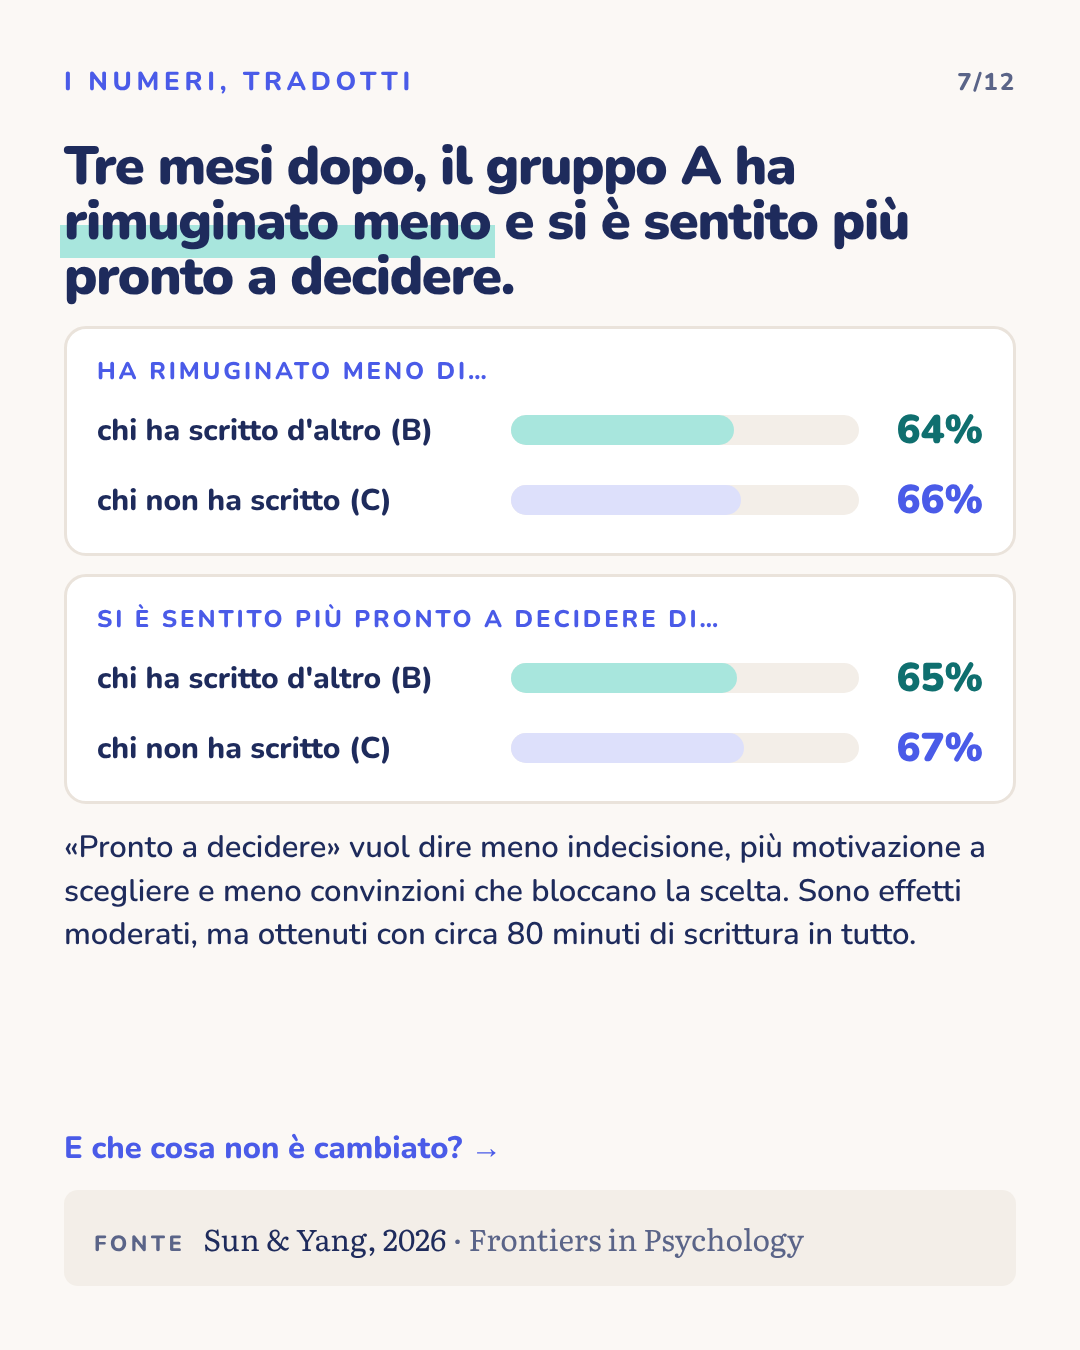 I NUMERI, TRADOTTI
7/12
Tre mesi dopo, il gruppo A ha
rimuginato meno e si è sentito più
pronto a decidere.
HA RIMUGINATO MENO DI…
chi ha scritto d'altro (B) 64%
chi non ha scritto (C) 66%
SI È SENTITO PIÙ PRONTO A DECIDERE DI…
chi ha scritto d'altro (B) 65%
chi non ha scritto (C) 67%
«Pronto a decidere» vuol dire meno indecisione, più motivazione a
scegliere e meno convinzioni che bloccano la scelta. Sono effetti
moderati, ma ottenuti con circa 80 minuti di scrittura in tutto.
E che cosa non è cambiato? →
FONTE Sun & Yang, 2026 · Frontiers in Psychology